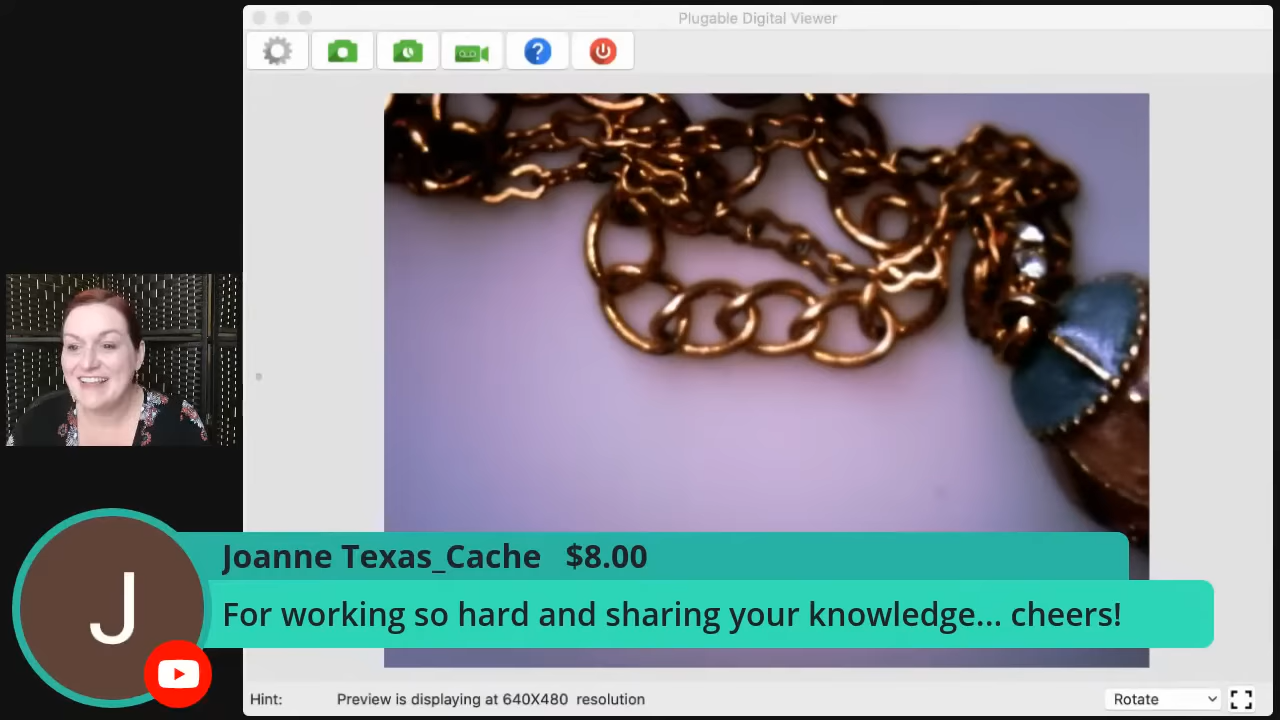 Plugable Digital Viewer
Joanne Texas_Cache $8.00
J
For working so hard and sharing your knowledge... cheers!
Hint: Preview is displaying at 640X480 resolution Rotate